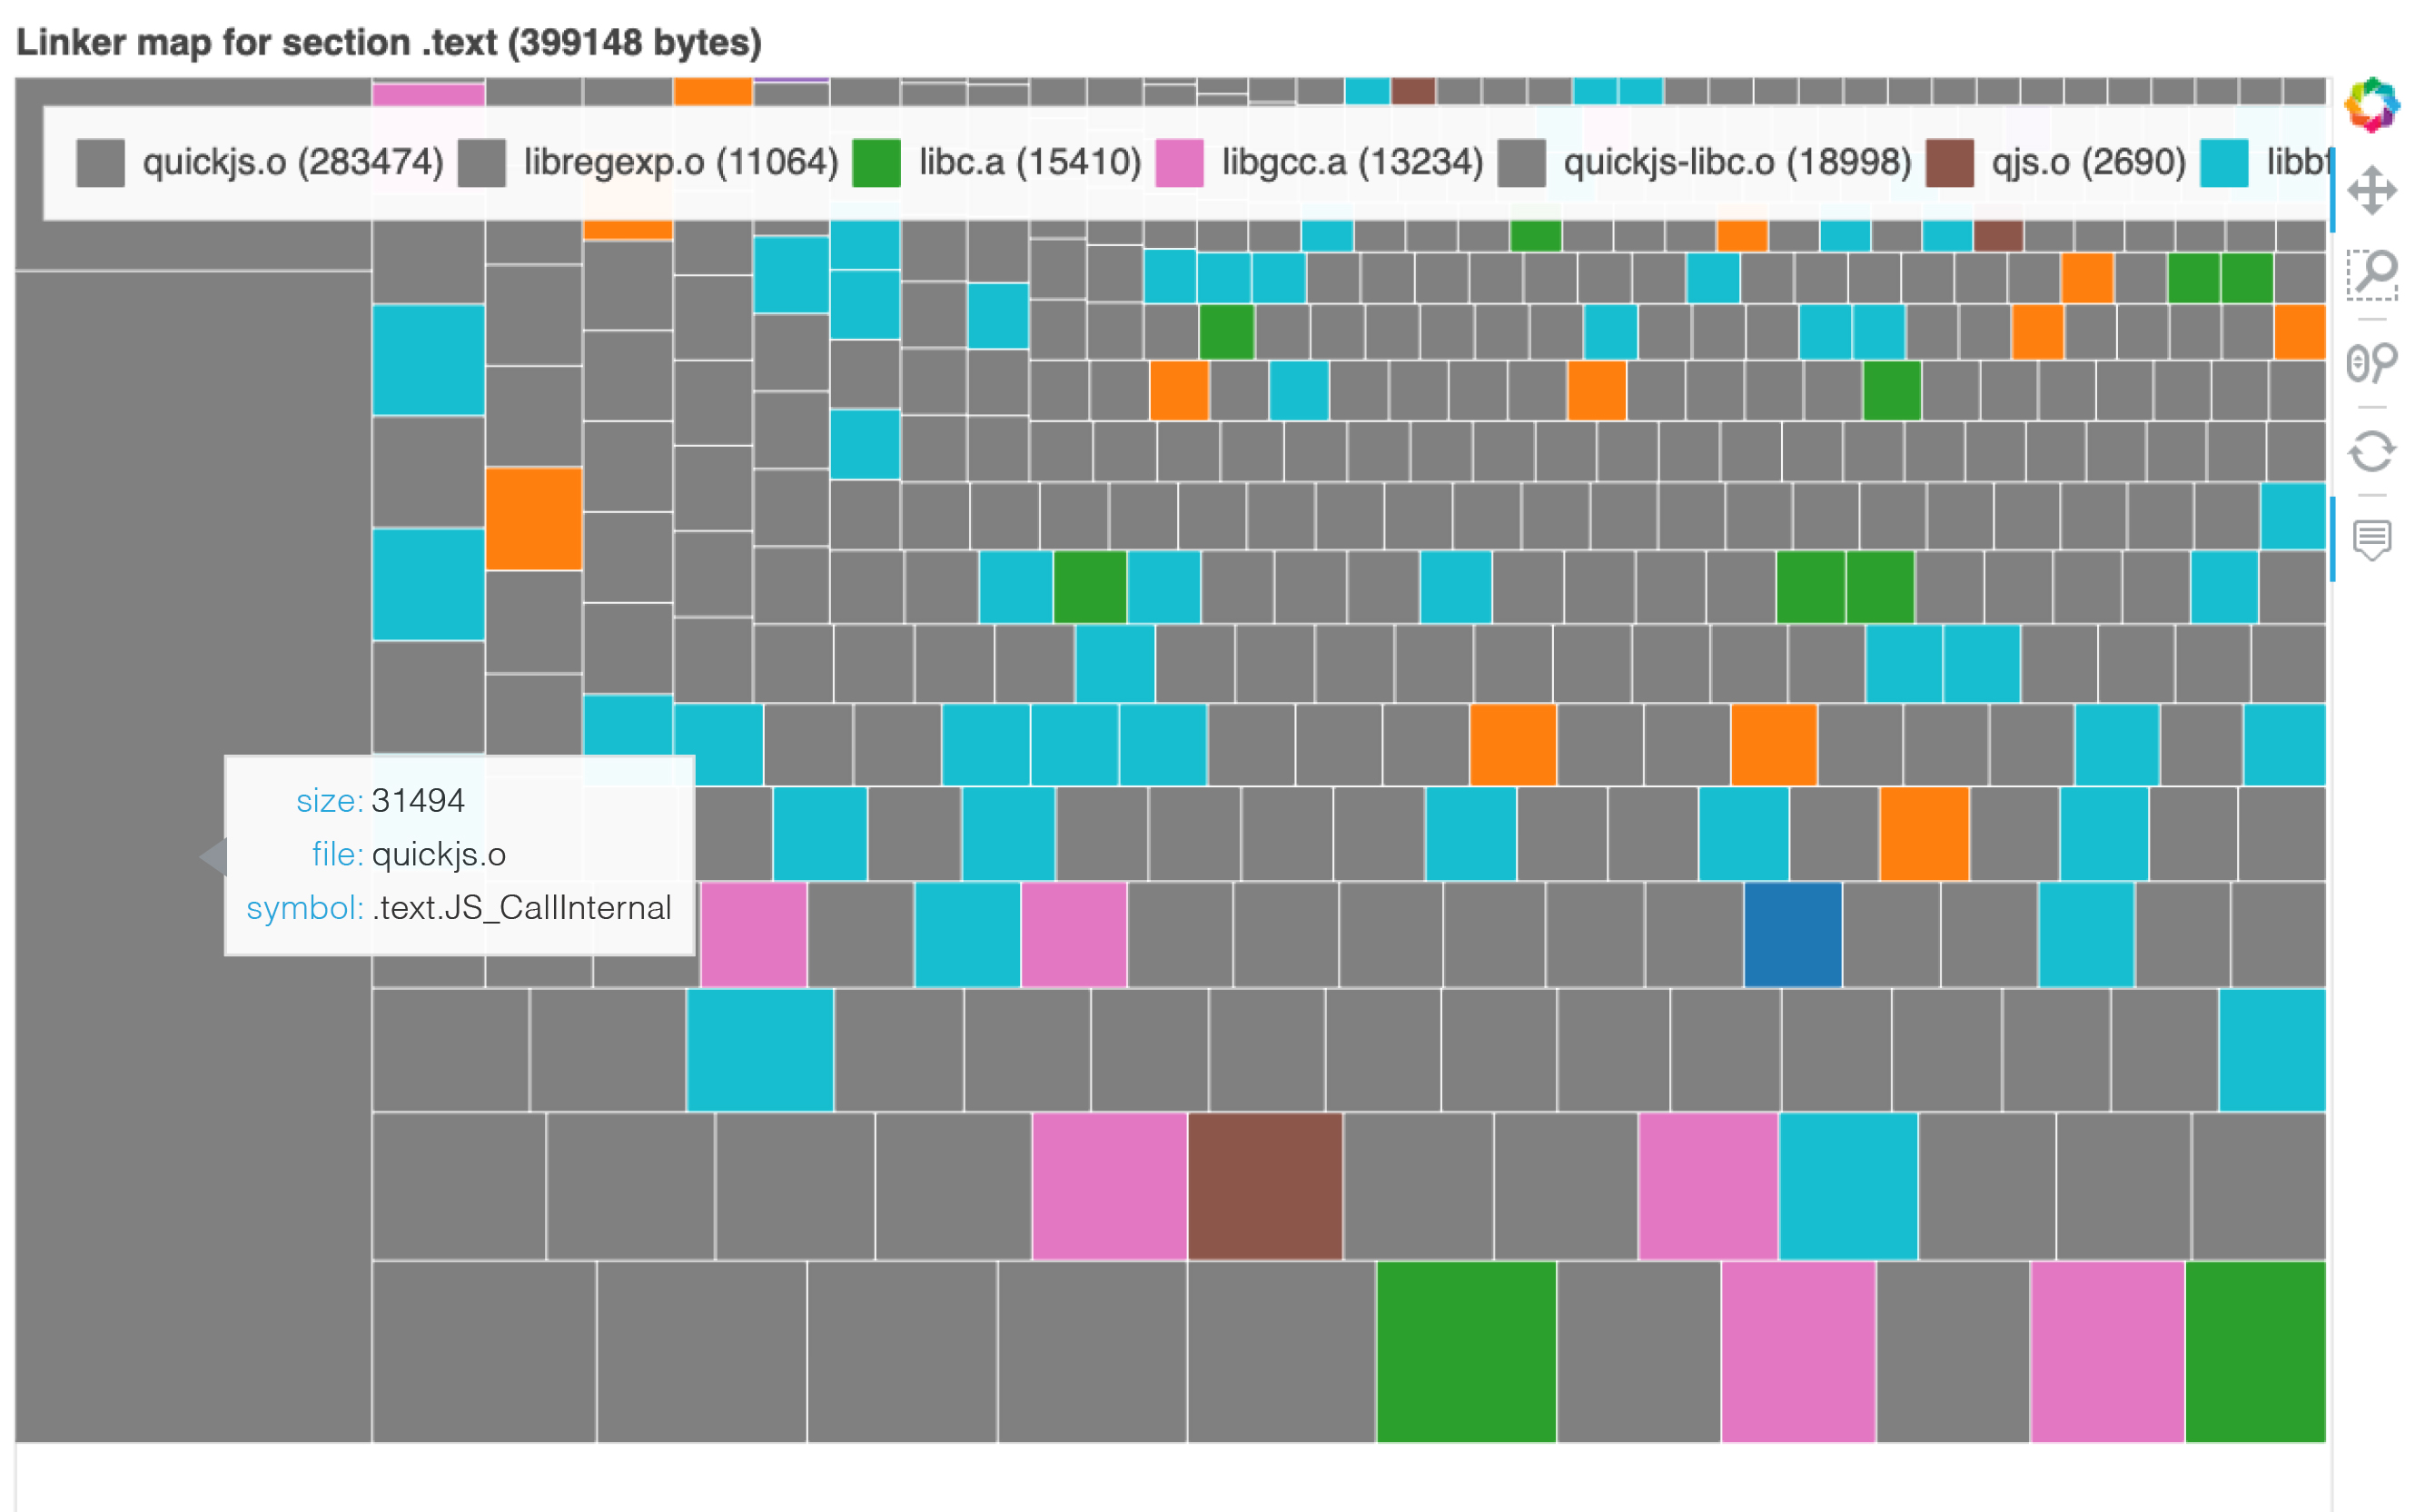 Linker map for section .text (399148 bytes)
quickjs.o (283474) libregexp.o (11064) libc.a (15410) libgcc.a (13234) quickjs-libc.o (18998) qjs.o (2690)
size: 31494
file: quickjs.o
symbol: .text.JS_CallInternal